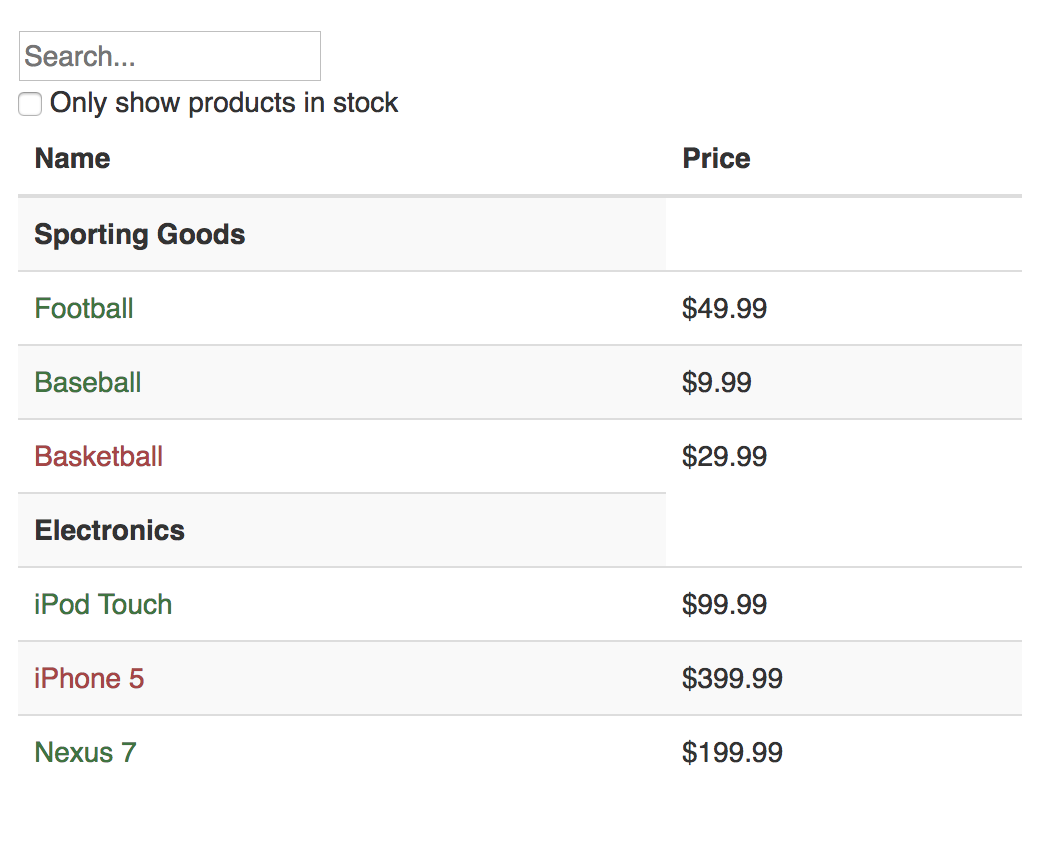 Search...
Only show products in stock
Name Price
Sporting Goods
Football $49.99
Baseball $9.99
Basketball $29.99
Electronics
iPod Touch $99.99
iPhone 5 $399.99
Nexus 7 $199.99